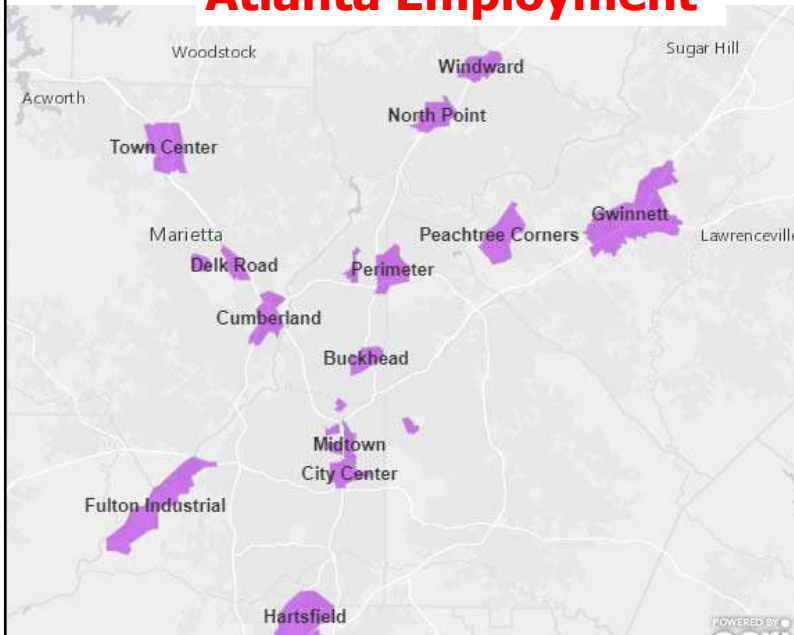 Atlanta Employment
Woodstock
Sugar Hill
Windward
Acworth
North Point
Town Center
Gwinnett
Marietta
Peachtree Corners
Lawrenceville
Delk Road
Perimeter
Cumberland
Buckhead
Midtown
City Center
Fulton Industrial
Hartsfield
POWERED BY